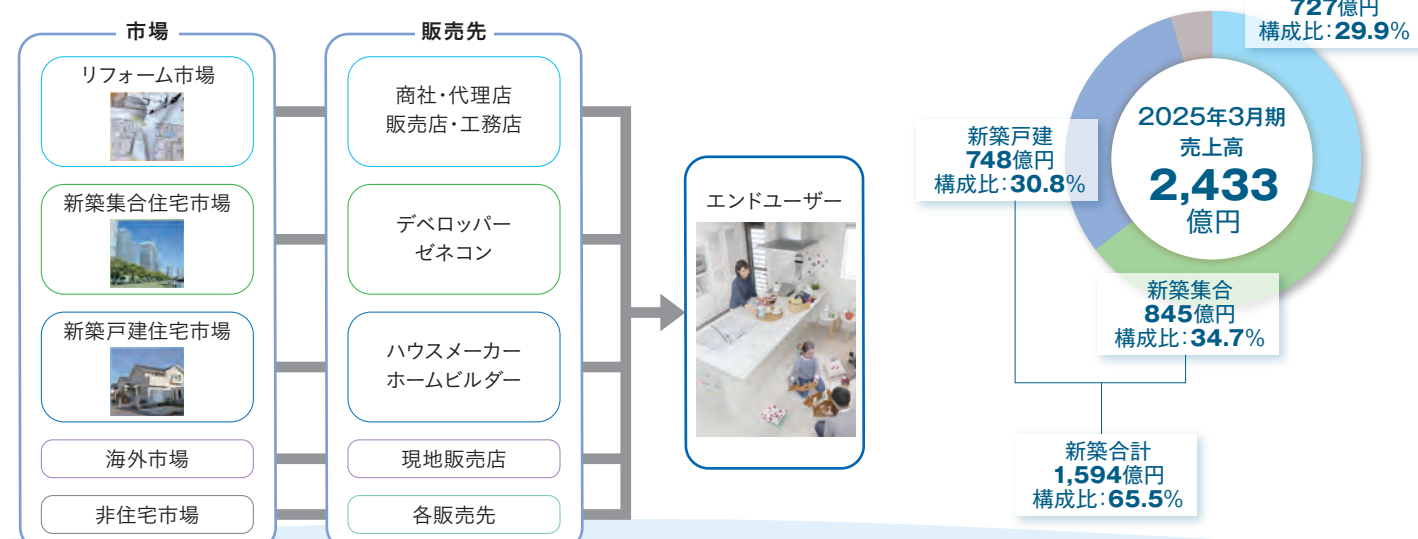 市場
リフォーム市場
新築集合住宅市場
新築戸建住宅市場
海外市場
非住宅市場
販売先
商社・代理店
販売店・工務店
デベロッパー
ゼネコン
ハウスメーカー
ホームビルダー
現地販売店
各販売先
エンドユーザー
727億円
構成比：29.9%
2025年3月期
売上高
2,433
億円
新築戸建
748億円
構成比：30.8%
新築集合
845億円
構成比：34.7%
新築合計
1,594億円
構成比：65.5%